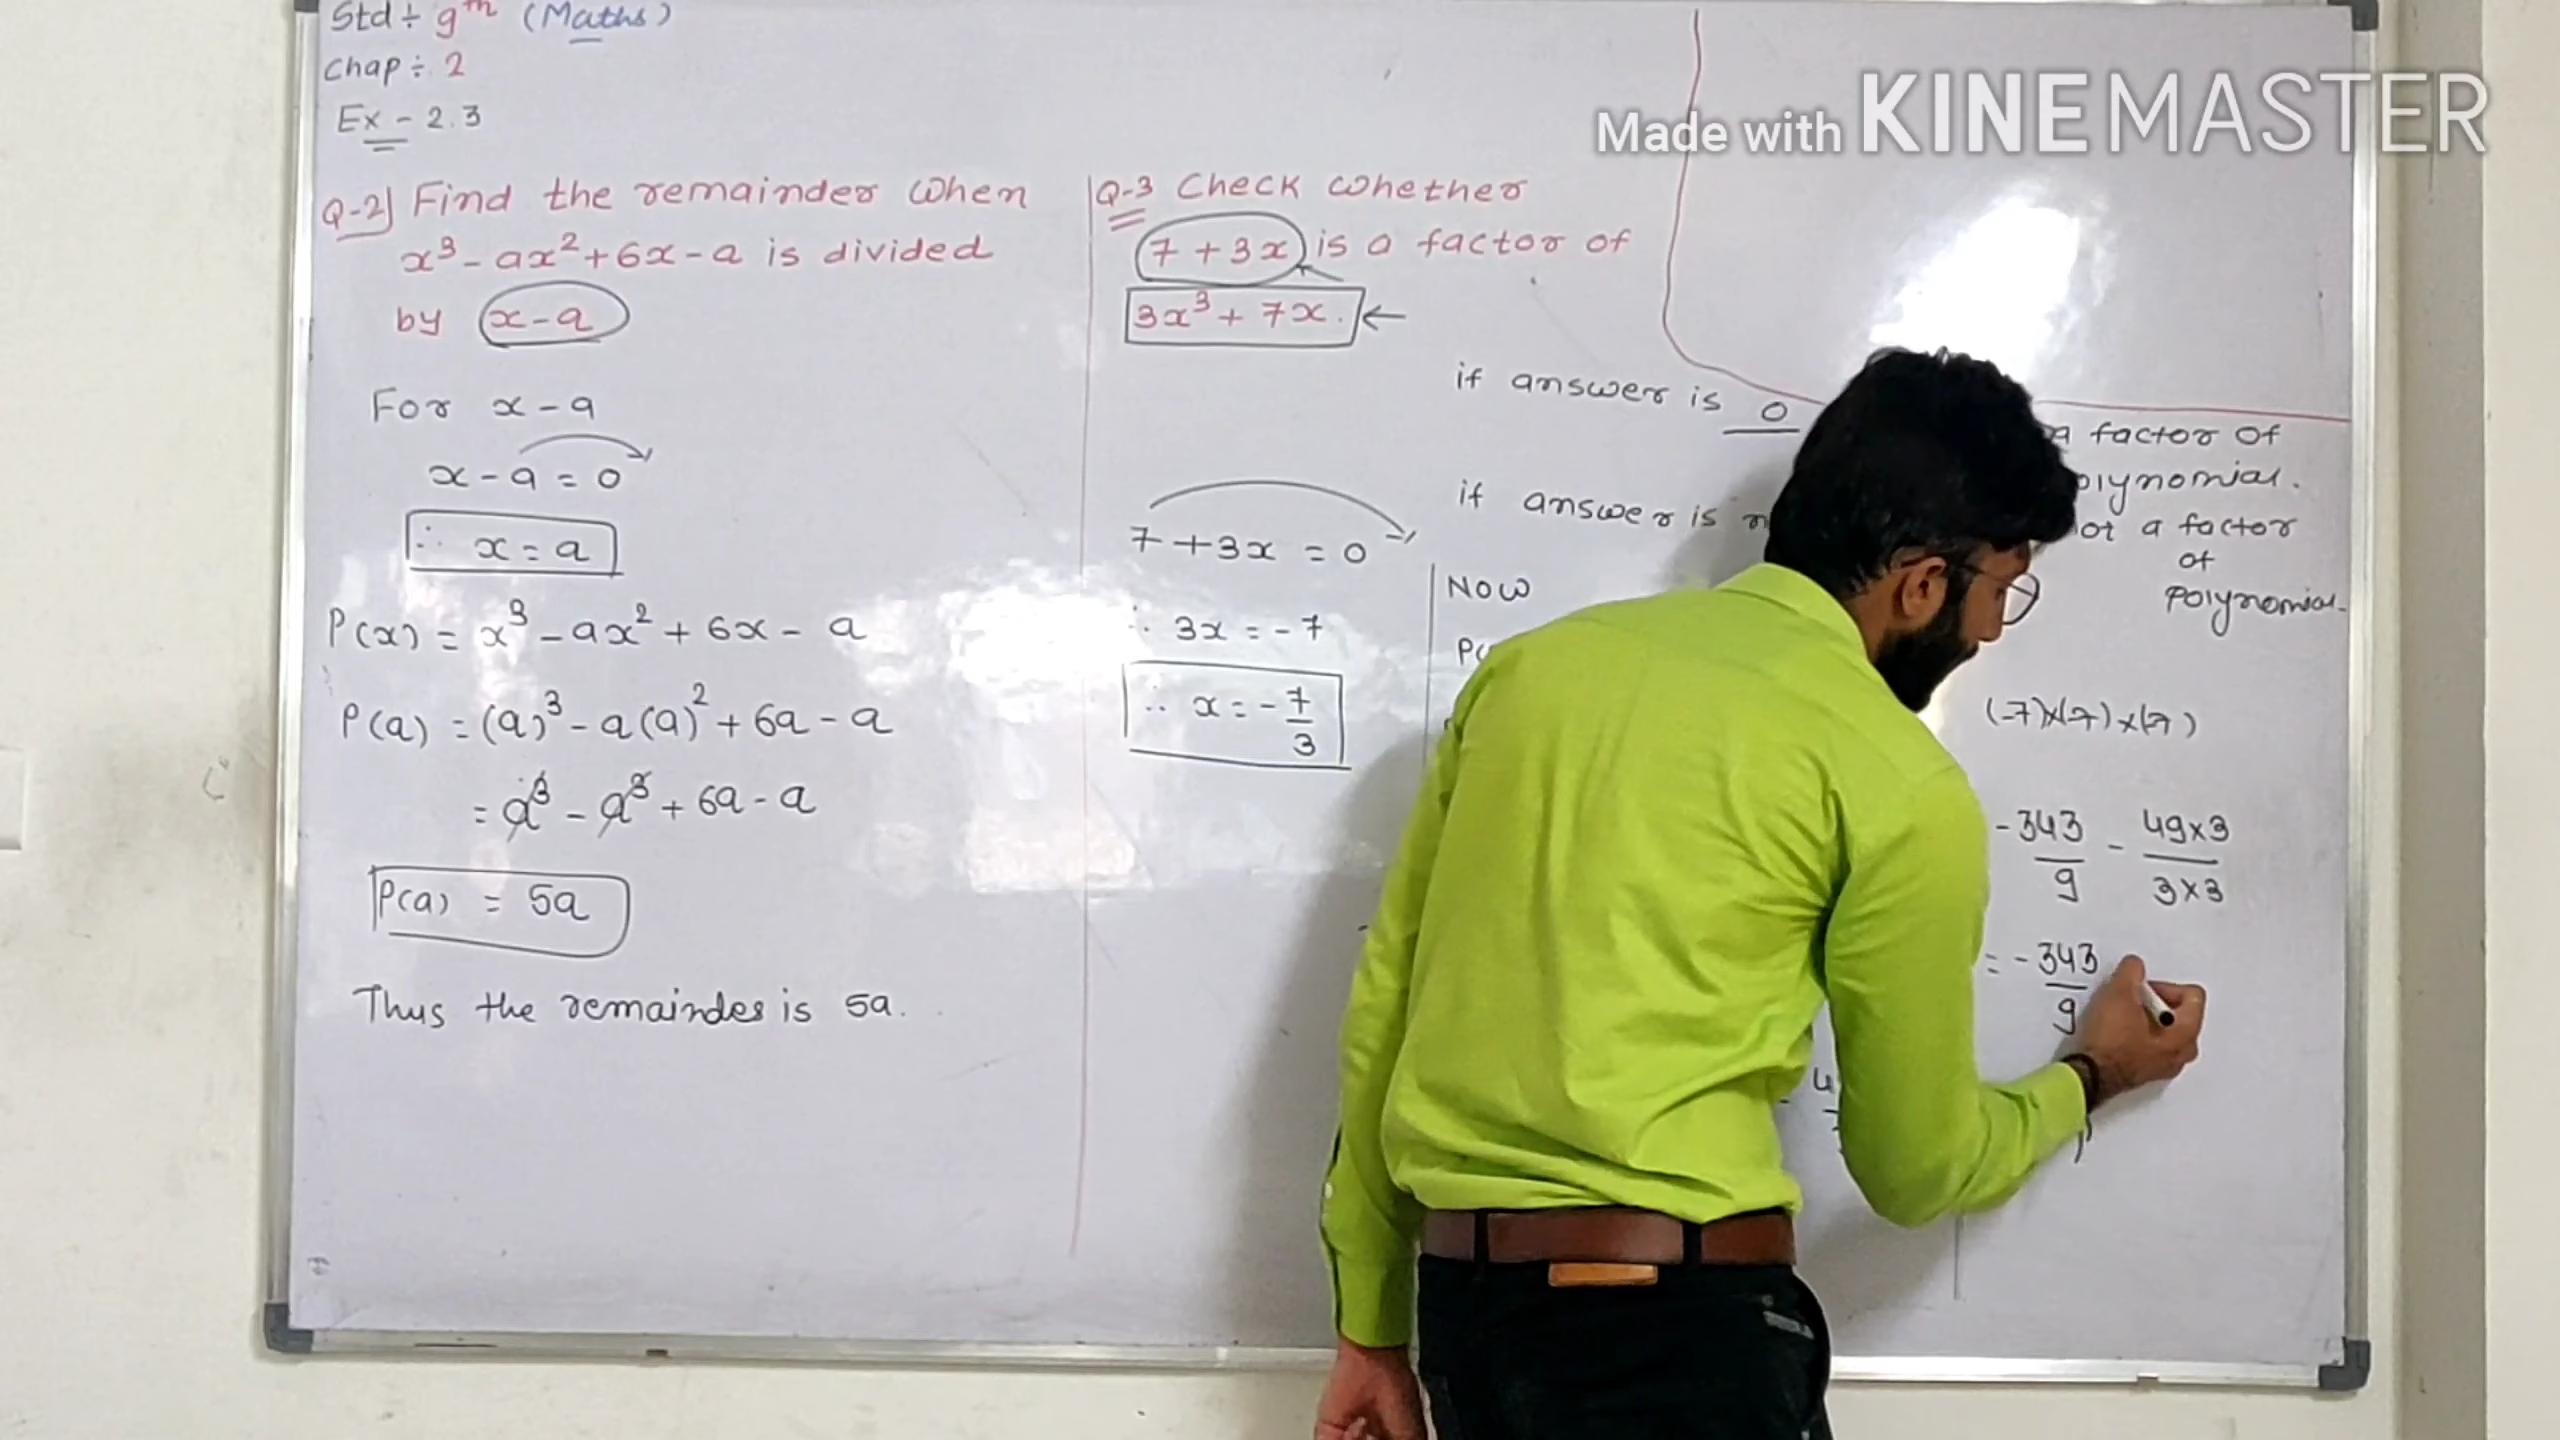 Std ÷ 9th (Maths)
Chap ÷ 2
Ex - 2.3
Q-2) Find the remainder when
x³ - ax² + 6x - a is divided
by x - a
For x - a
x - a = 0
∴ x = a
P(x) = x³ - ax² + 6x - a
P(a) = (a)³ - a(a)² + 6a - a
= a³ - a³ + 6a - a
P(a) = 5a
Thus the remainder is 5a.
Q-3 Check whether
7 + 3x is a factor of
3x³ + 7x.
if answer is 0
a factor of
if answer is
a factor
of
Polynomial.
7 + 3x = 0
∴ 3x = -7
∴ x = -7/3
Now
(-7)×(-7)×(-7)
-343/9 - 49×3/3×3
= -343/9
Made with KINEMASTER